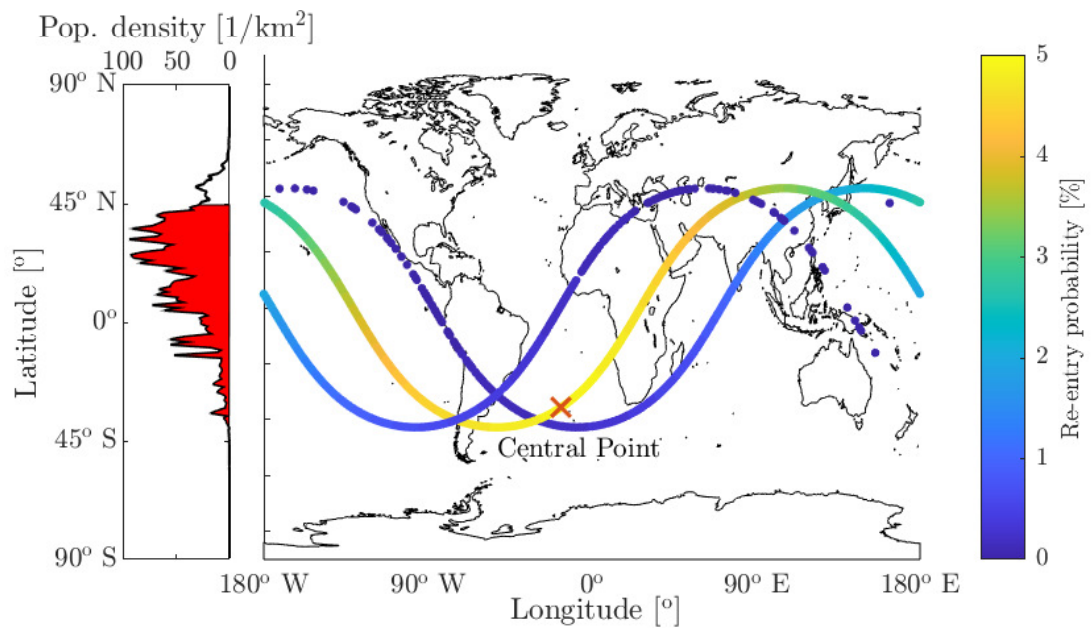 Pop. density [1/km²]
100 50 0
90° N
45° N
0°
45° S
90° S
Latitude [°]
Central Point
180° W 90° W 0° 90° E 180° E
Longitude [°]
5
4
3
2
1
0
Re-entry probability [%]